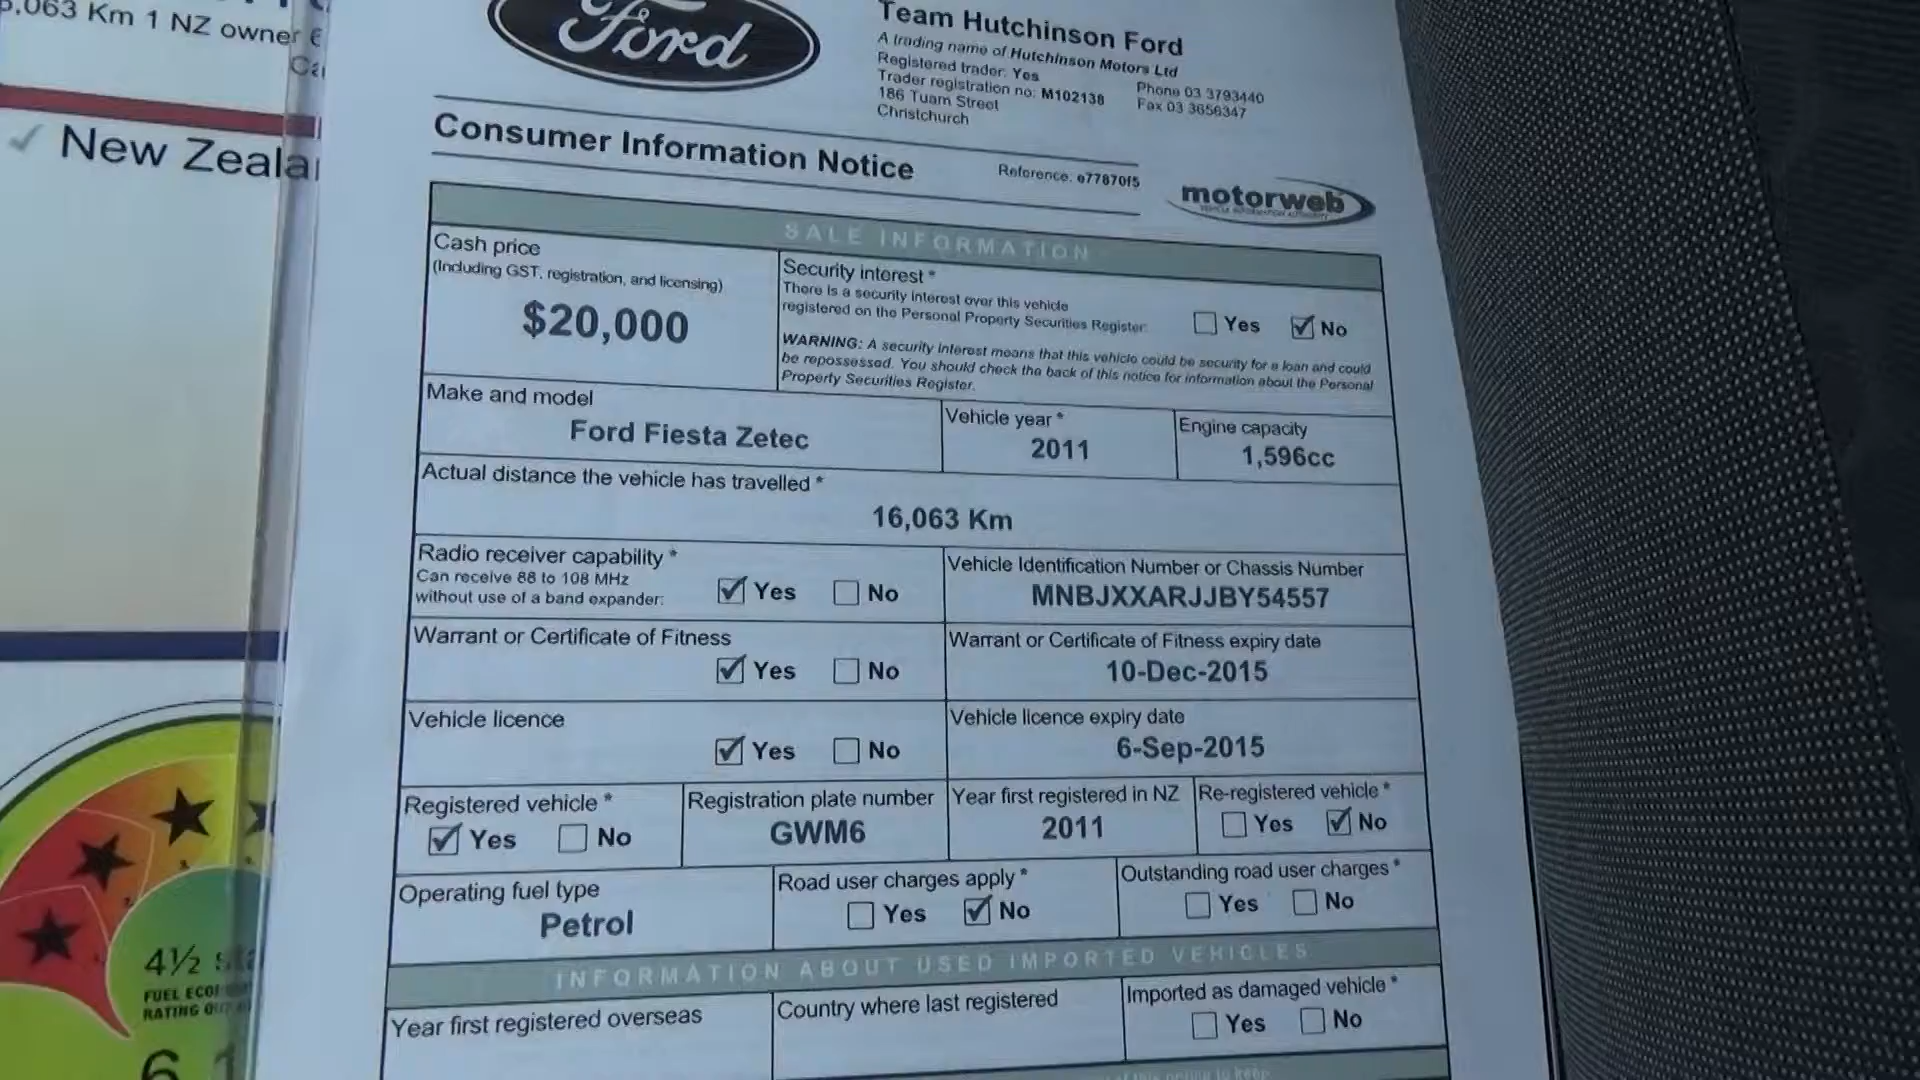 ,063 Km 1 NZ owner 6
Ca
✓ New Zeala
4½ s
FUEL ECO
RATING OU
6
Ford
Team Hutchinson Ford
A trading name of Hutchinson Motors Ltd
Registered trader: Yes
Trader registration no: M102138
186 Tuam Street
Christchurch
Phone 03 3793440
Fax 03 3656347
Consumer Information Notice
Reference: e77870f5
motorweb
SALE INFORMATION
Cash price
(Including GST, registration, and licensing)
$20,000
Security interest *
There is a security interest over this vehicle
registered on the Personal Property Securities Register:
Yes No
WARNING: A security interest means that this vehicle could be security for a loan and could
be repossessed. You should check the back of this notice for information about the Personal
Property Securities Register.
Make and model
Ford Fiesta Zetec
Vehicle year *
2011
Engine capacity
1,596cc
Actual distance the vehicle has travelled *
16,063 Km
Radio receiver capability *
Can receive 88 to 108 MHz
without use of a band expander:
Yes No
Vehicle Identification Number or Chassis Number
MNBJXXARJJBY54557
Warrant or Certificate of Fitness
Yes No
Warrant or Certificate of Fitness expiry date
10-Dec-2015
Vehicle licence
Yes No
Vehicle licence expiry date
6-Sep-2015
Registered vehicle *
Yes No
Registration plate number
GWM6
Year first registered in NZ
2011
Re-registered vehicle *
Yes No
Operating fuel type
Petrol
Road user charges apply *
Yes No
Outstanding road user charges *
Yes No
INFORMATION ABOUT USED IMPORTED VEHICLES
Year first registered overseas
Country where last registered
Imported as damaged vehicle *
Yes No